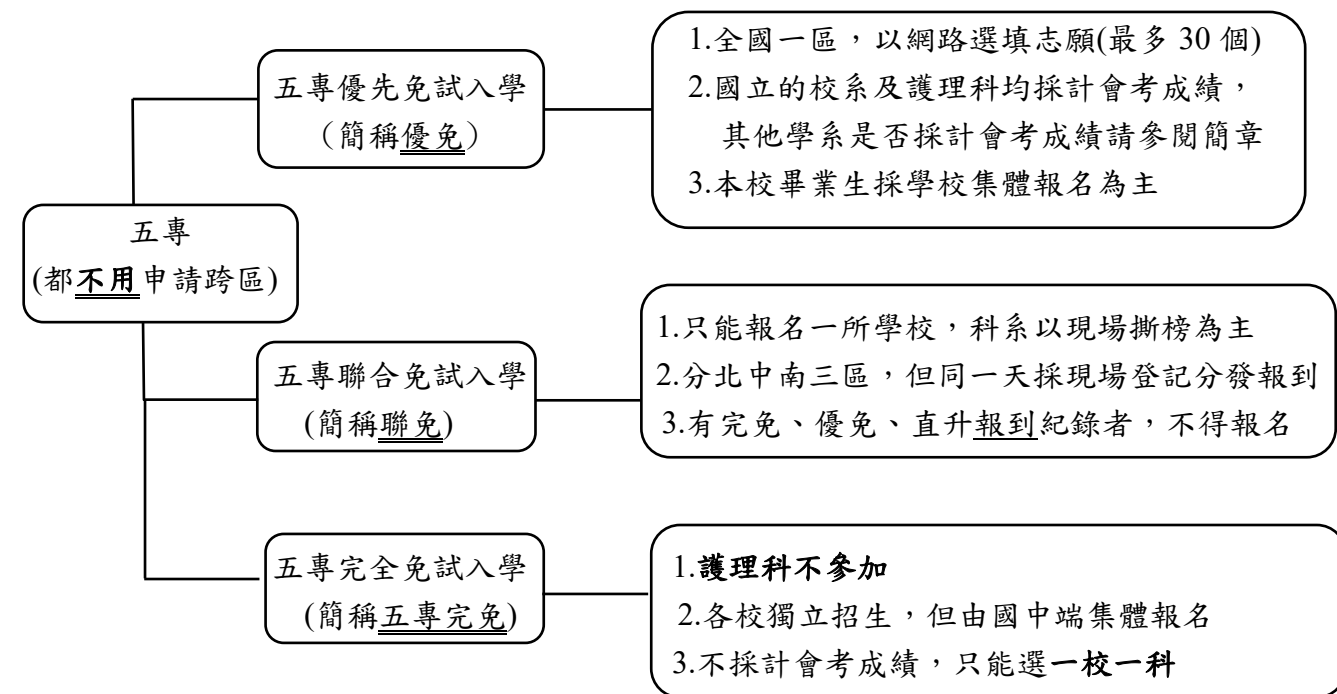 五專
(都不用申請跨區)
五專優先免試入學
（簡稱優免）
1.全國一區，以網路選填志願(最多 30 個)
2.國立的校系及護理科均採計會考成績，
其他學系是否採計會考成績請參閱簡章
3.本校畢業生採學校集體報名為主
五專聯合免試入學
(簡稱聯免)
1.只能報名一所學校，科系以現場撕榜為主
2.分北中南三區，但同一天採現場登記分發報到
3.有完免、優免、直升報到紀錄者，不得報名
五專完全免試入學
(簡稱五專完免)
1.護理科不參加
2.各校獨立招生，但由國中端集體報名
3.不採計會考成績，只能選一校一科